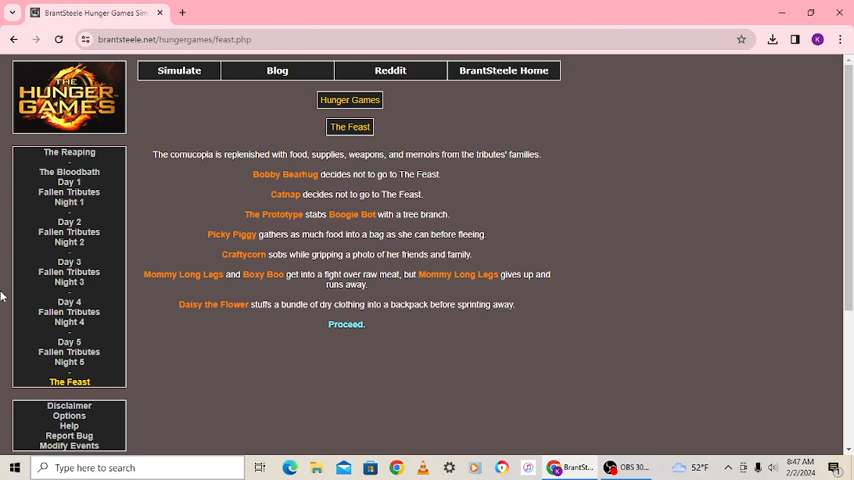 BrantSteele Hunger Games Sim
brantsteele.net/hungergames/feast.php
K
THE HUNGER GAMES
Simulate
Blog
Reddit
BrantSteele Home
Hunger Games
The Feast
The cornucopia is replenished with food, supplies, weapons, and memoirs from the tributes' families.
Bobby Bearhug decides not to go to The Feast.
Catnap decides not to go to The Feast.
The Prototype stabs Boogie Bot with a tree branch.
Picky Piggy gathers as much food into a bag as she can before fleeing.
Craftycorn sobs while gripping a photo of her friends and family.
Mommy Long Legs and Boxy Boo get into a fight over raw meat, but Mommy Long Legs gives up and
runs away.
Daisy the Flower stuffs a bundle of dry clothing into a backpack before sprinting away.
Proceed.
The Reaping
-
The Bloodbath
Day 1
Fallen Tributes
Night 1
-
Day 2
Fallen Tributes
Night 2
-
Day 3
Fallen Tributes
Night 3
-
Day 4
Fallen Tributes
Night 4
-
Day 5
Fallen Tributes
Night 5
-
The Feast
Disclaimer
Options
Help
Report Bug
Modify Events
Type here to search
BrantSt...
OBS 30...
52°F
8:47 AM
2/2/2024